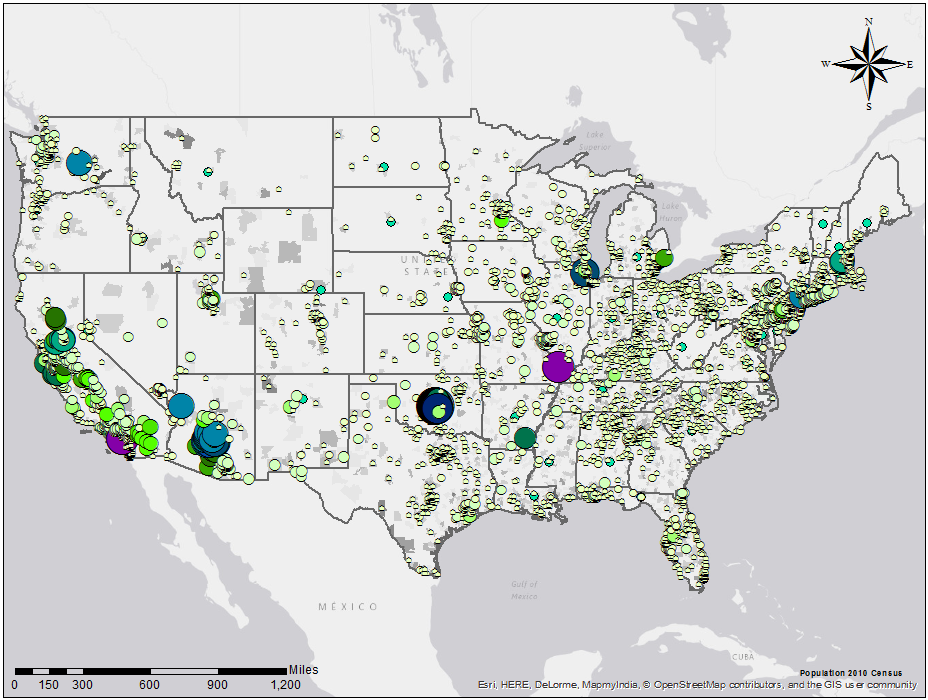 N
W E
S
Lake
Superior
Lake
Huron
UNITED
STATES
MÉXICO
Gulf of
Mexico
CUBA
Miles
0 150 300 600 900 1,200
Population 2010 Census
Esri, HERE, DeLorme, MapmyIndia, © OpenStreetMap contributors, and the GIS user community